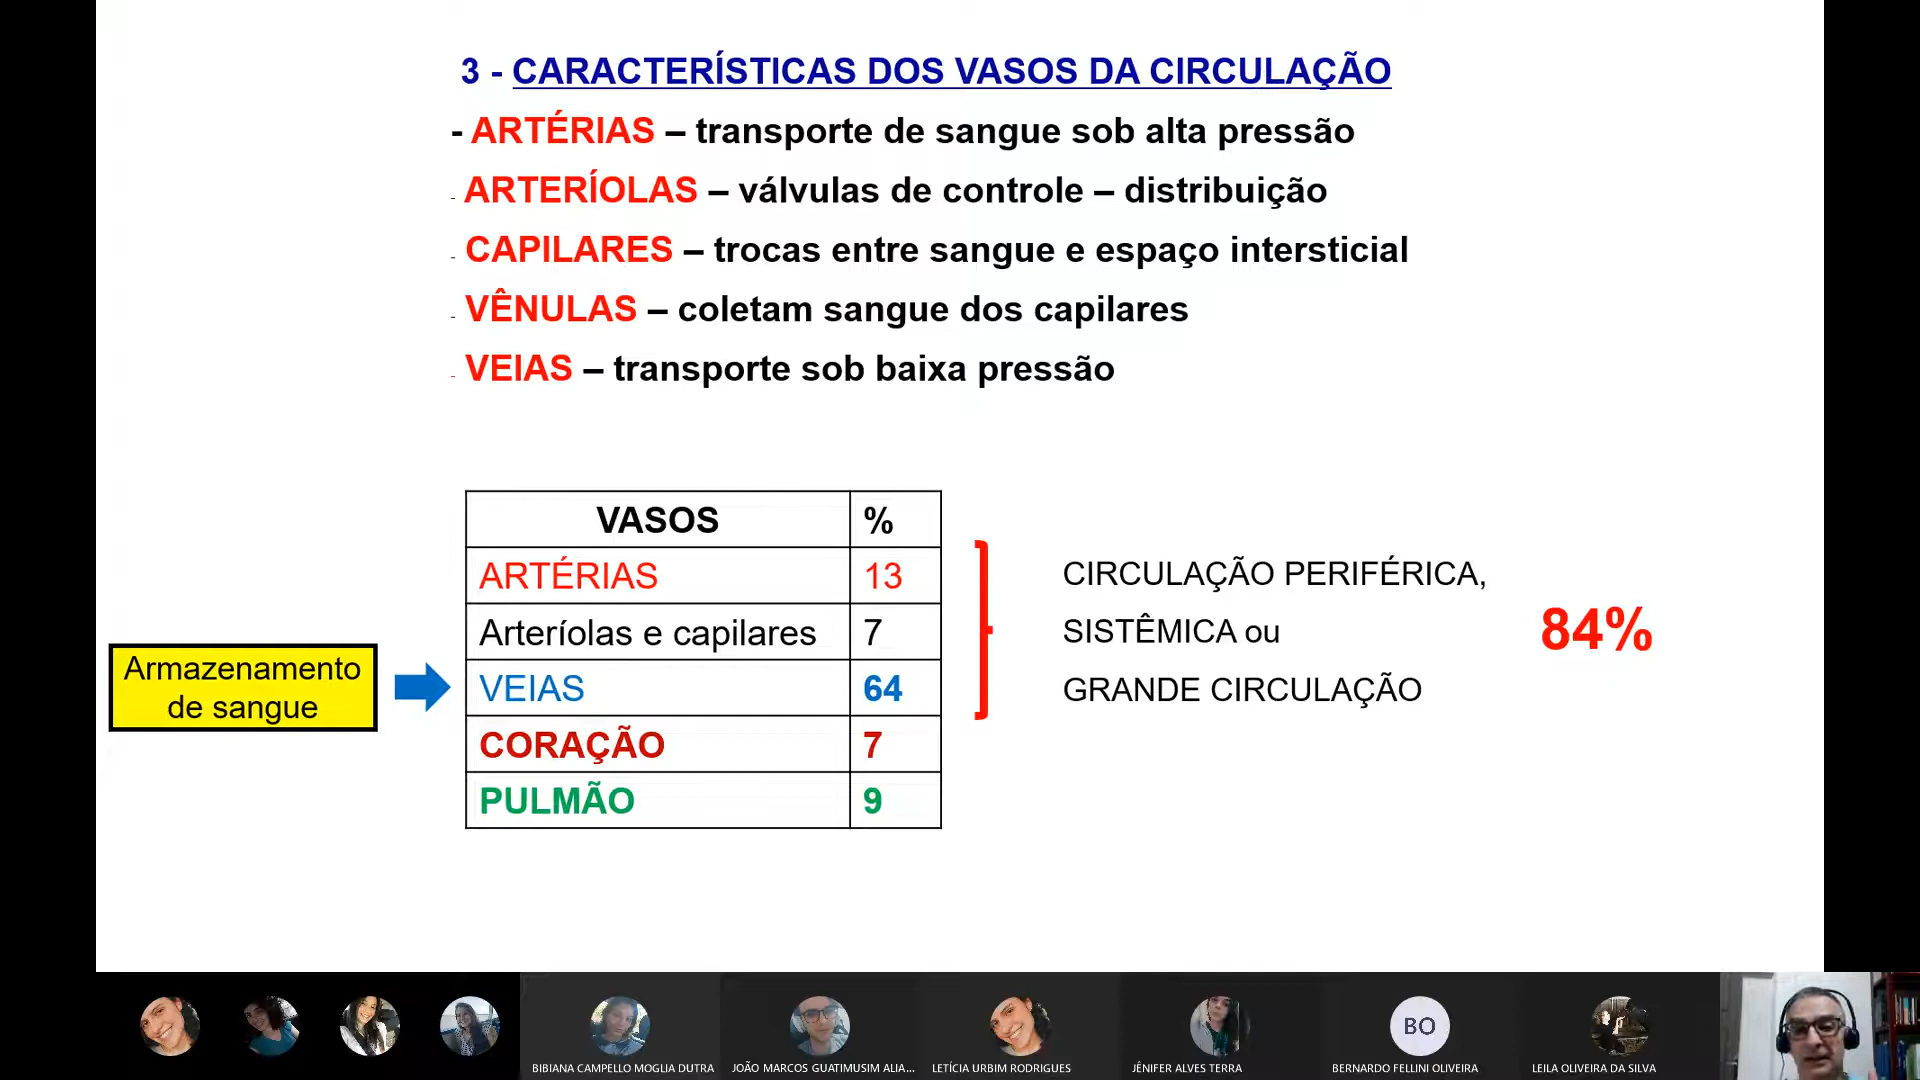 3 - CARACTERÍSTICAS DOS VASOS DA CIRCULAÇÃO
- ARTÉRIAS – transporte de sangue sob alta pressão
- ARTERÍOLAS – válvulas de controle – distribuição
- CAPILARES – trocas entre sangue e espaço intersticial
- VÊNULAS – coletam sangue dos capilares
- VEIAS – transporte sob baixa pressão
VASOS %
ARTÉRIAS 13
Arteríolas e capilares 7
VEIAS 64
CORAÇÃO 7
PULMÃO 9
Armazenamento
de sangue
CIRCULAÇÃO PERIFÉRICA,
SISTÊMICA ou
GRANDE CIRCULAÇÃO
84%
BO
BIBIANA CAMPELLO MOGLIA DUTRA
JOÃO MARCOS GUATIMUSIM ALIA...
LETÍCIA URBIM RODRIGUES
JÊNIFER ALVES TERRA
BERNARDO FELLINI OLIVEIRA
LEILA OLIVEIRA DA SILVA